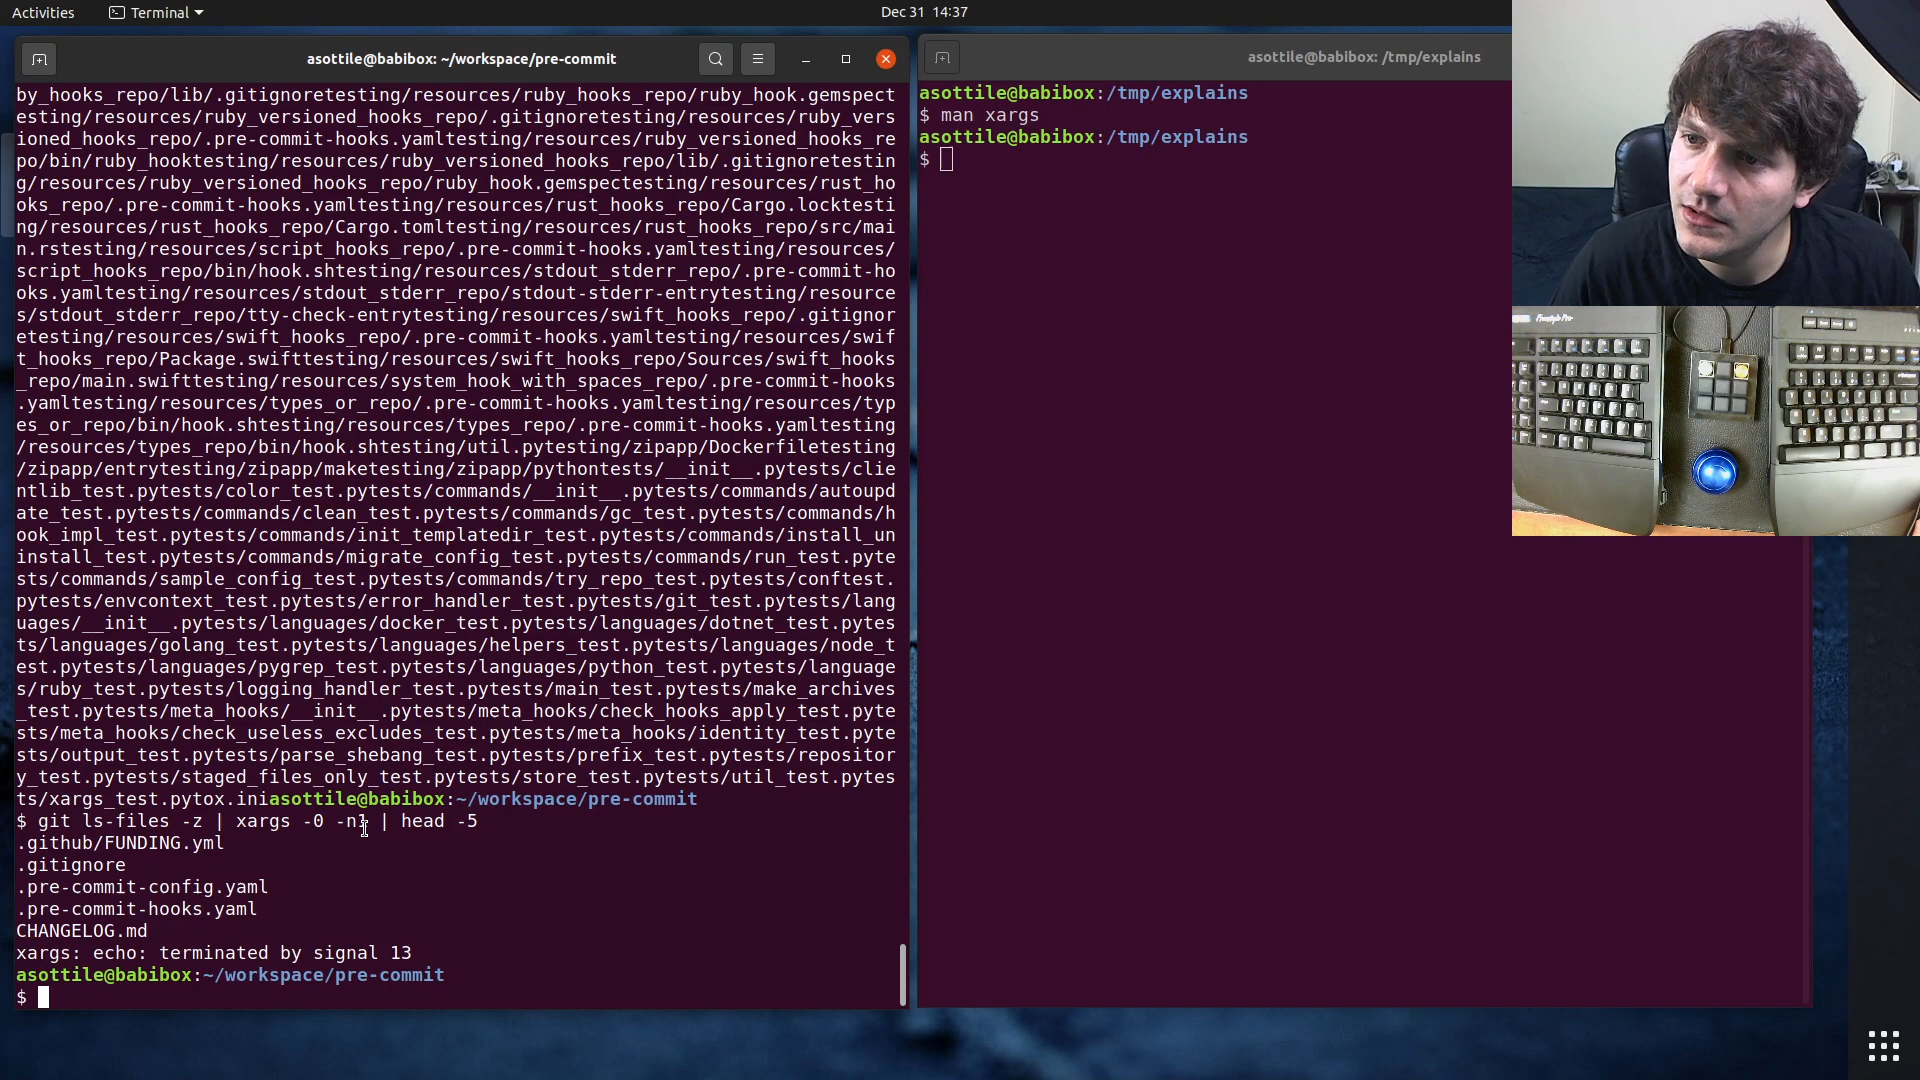 Activities
Terminal
Dec 31 14:37
asottile@babibox: ~/workspace/pre-commit
by_hooks_repo/lib/.gitignoretesting/resources/ruby_hooks_repo/ruby_hook.gemspect
esting/resources/ruby_versioned_hooks_repo/.gitignoretesting/resources/ruby_vers
ioned_hooks_repo/.pre-commit-hooks.yamltesting/resources/ruby_versioned_hooks_re
po/bin/ruby_hooktesting/resources/ruby_versioned_hooks_repo/lib/.gitignoretestin
g/resources/ruby_versioned_hooks_repo/ruby_hook.gemspectesting/resources/rust_ho
oks_repo/.pre-commit-hooks.yamltesting/resources/rust_hooks_repo/Cargo.locktesti
ng/resources/rust_hooks_repo/Cargo.tomltesting/resources/rust_hooks_repo/src/mai
n.rstesting/resources/script_hooks_repo/.pre-commit-hooks.yamltesting/resources/
script_hooks_repo/bin/hook.shtesting/resources/stdout_stderr_repo/.pre-commit-ho
oks.yamltesting/resources/stdout_stderr_repo/stdout-stderr-entrytesting/resource
s/stdout_stderr_repo/tty-check-entrytesting/resources/swift_hooks_repo/.gitignor
etesting/resources/swift_hooks_repo/.pre-commit-hooks.yamltesting/resources/swif
t_hooks_repo/Package.swifttesting/resources/swift_hooks_repo/Sources/swift_hooks
_repo/main.swifttesting/resources/system_hook_with_spaces_repo/.pre-commit-hooks
.yamltesting/resources/types_or_repo/.pre-commit-hooks.yamltesting/resources/typ
es_or_repo/bin/hook.shtesting/resources/types_repo/.pre-commit-hooks.yamltesting
/resources/types_repo/bin/hook.shtesting/util.pytesting/zipapp/Dockerfiletesting
/zipapp/entrytesting/zipapp/maketesting/zipapp/pythontests/__init__.pytests/clie
ntlib_test.pytests/color_test.pytests/commands/__init__.pytests/commands/autoupd
ate_test.pytests/commands/clean_test.pytests/commands/gc_test.pytests/commands/h
ook_impl_test.pytests/commands/init_templatedir_test.pytests/commands/install_un
install_test.pytests/commands/migrate_config_test.pytests/commands/run_test.pyte
sts/commands/sample_config_test.pytests/commands/try_repo_test.pytests/conftest.
pytests/envcontext_test.pytests/error_handler_test.pytests/git_test.pytests/lang
uages/__init__.pytests/languages/docker_test.pytests/languages/dotnet_test.pytes
ts/languages/golang_test.pytests/languages/helpers_test.pytests/languages/node_t
est.pytests/languages/pygrep_test.pytests/languages/python_test.pytests/language
s/ruby_test.pytests/logging_handler_test.pytests/main_test.pytests/make_archives
_test.pytests/meta_hooks/__init__.pytests/meta_hooks/check_hooks_apply_test.pyte
sts/meta_hooks/check_useless_excludes_test.pytests/meta_hooks/identity_test.pyte
sts/output_test.pytests/parse_shebang_test.pytests/prefix_test.pytests/repositor
y_test.pytests/staged_files_only_test.pytests/store_test.pytests/util_test.pytes
ts/xargs_test.pytox.iniasottile@babibox:~/workspace/pre-commit
$ git ls-files -z | xargs -0 -n1 | head -5
.github/FUNDING.yml
.gitignore
.pre-commit-config.yaml
.pre-commit-hooks.yaml
CHANGELOG.md
xargs: echo: terminated by signal 13
asottile@babibox:~/workspace/pre-commit
$
asottile@babibox: /tmp/explains
asottile@babibox:/tmp/explains
$ man xargs
asottile@babibox:/tmp/explains
$
Freestyle Pro